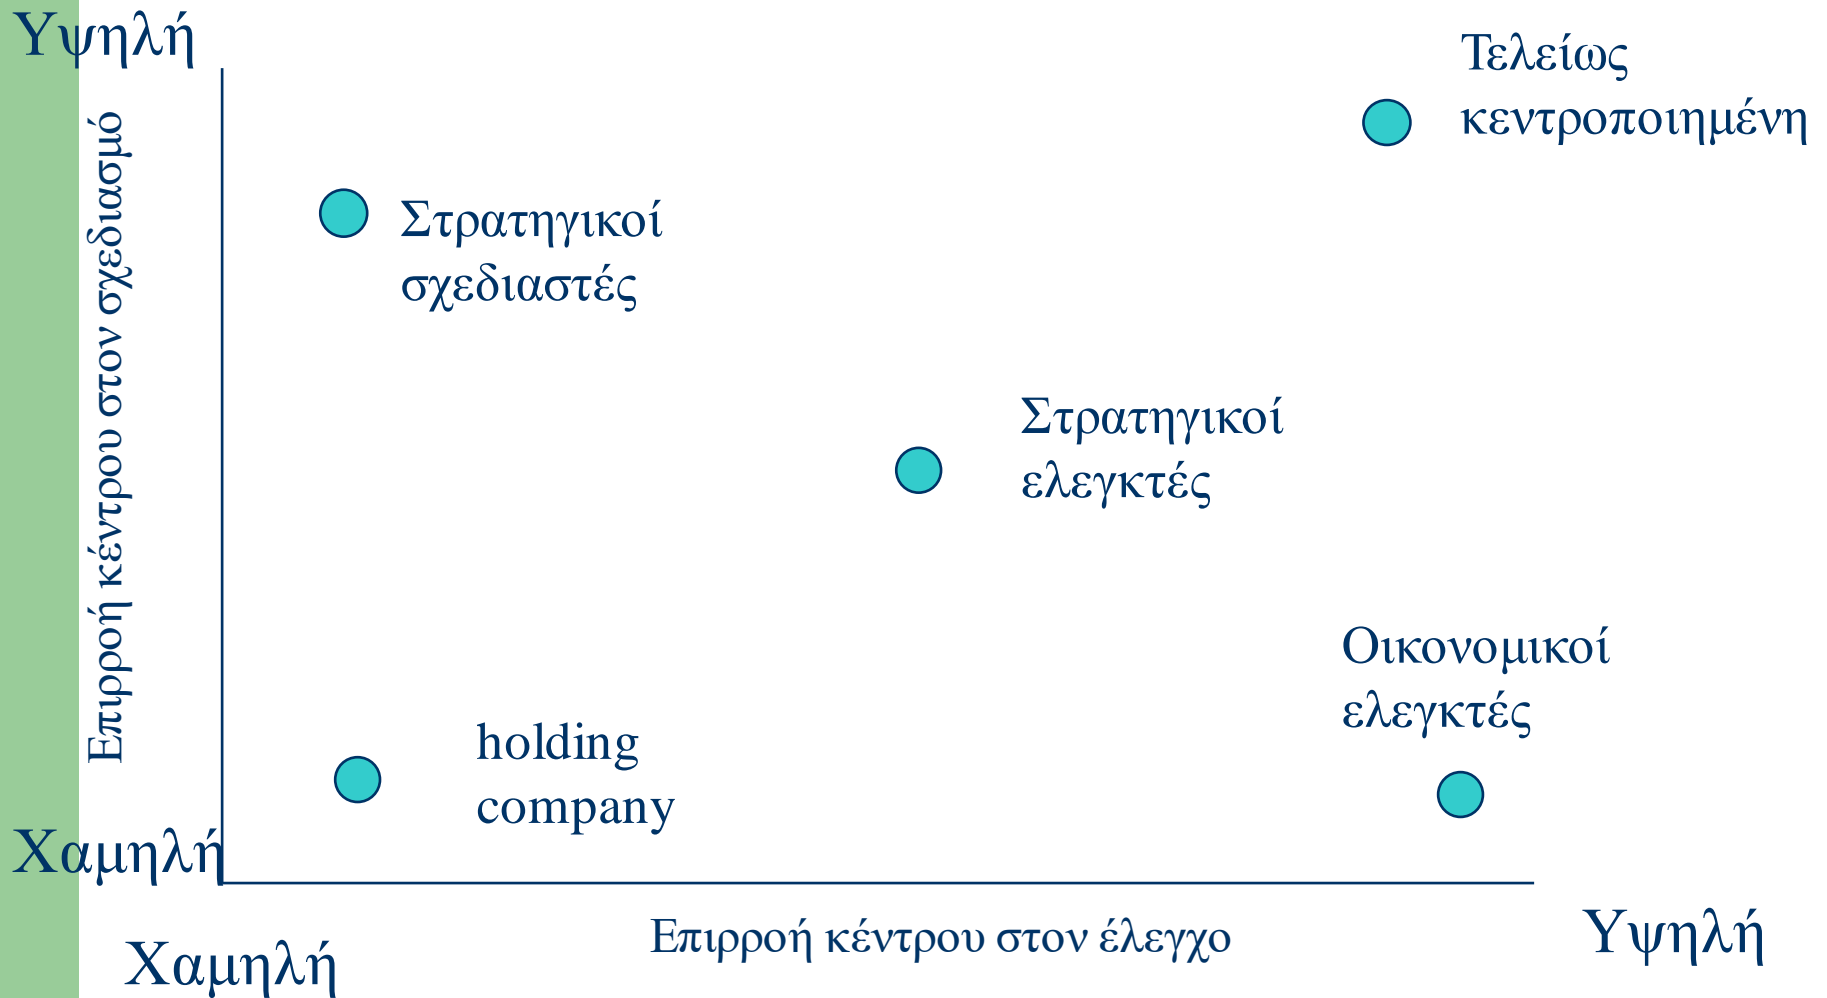 Υψηλή
Τελείως
κεντροποιημένη
Επιρροή κέντρου στον σχεδιασμό
Στρατηγικοί
σχεδιαστές
Στρατηγικοί
ελεγκτές
Οικονομικοί
ελεγκτές
holding
company
Χαμηλή
Χαμηλή
Επιρροή κέντρου στον έλεγχο
Υψηλή